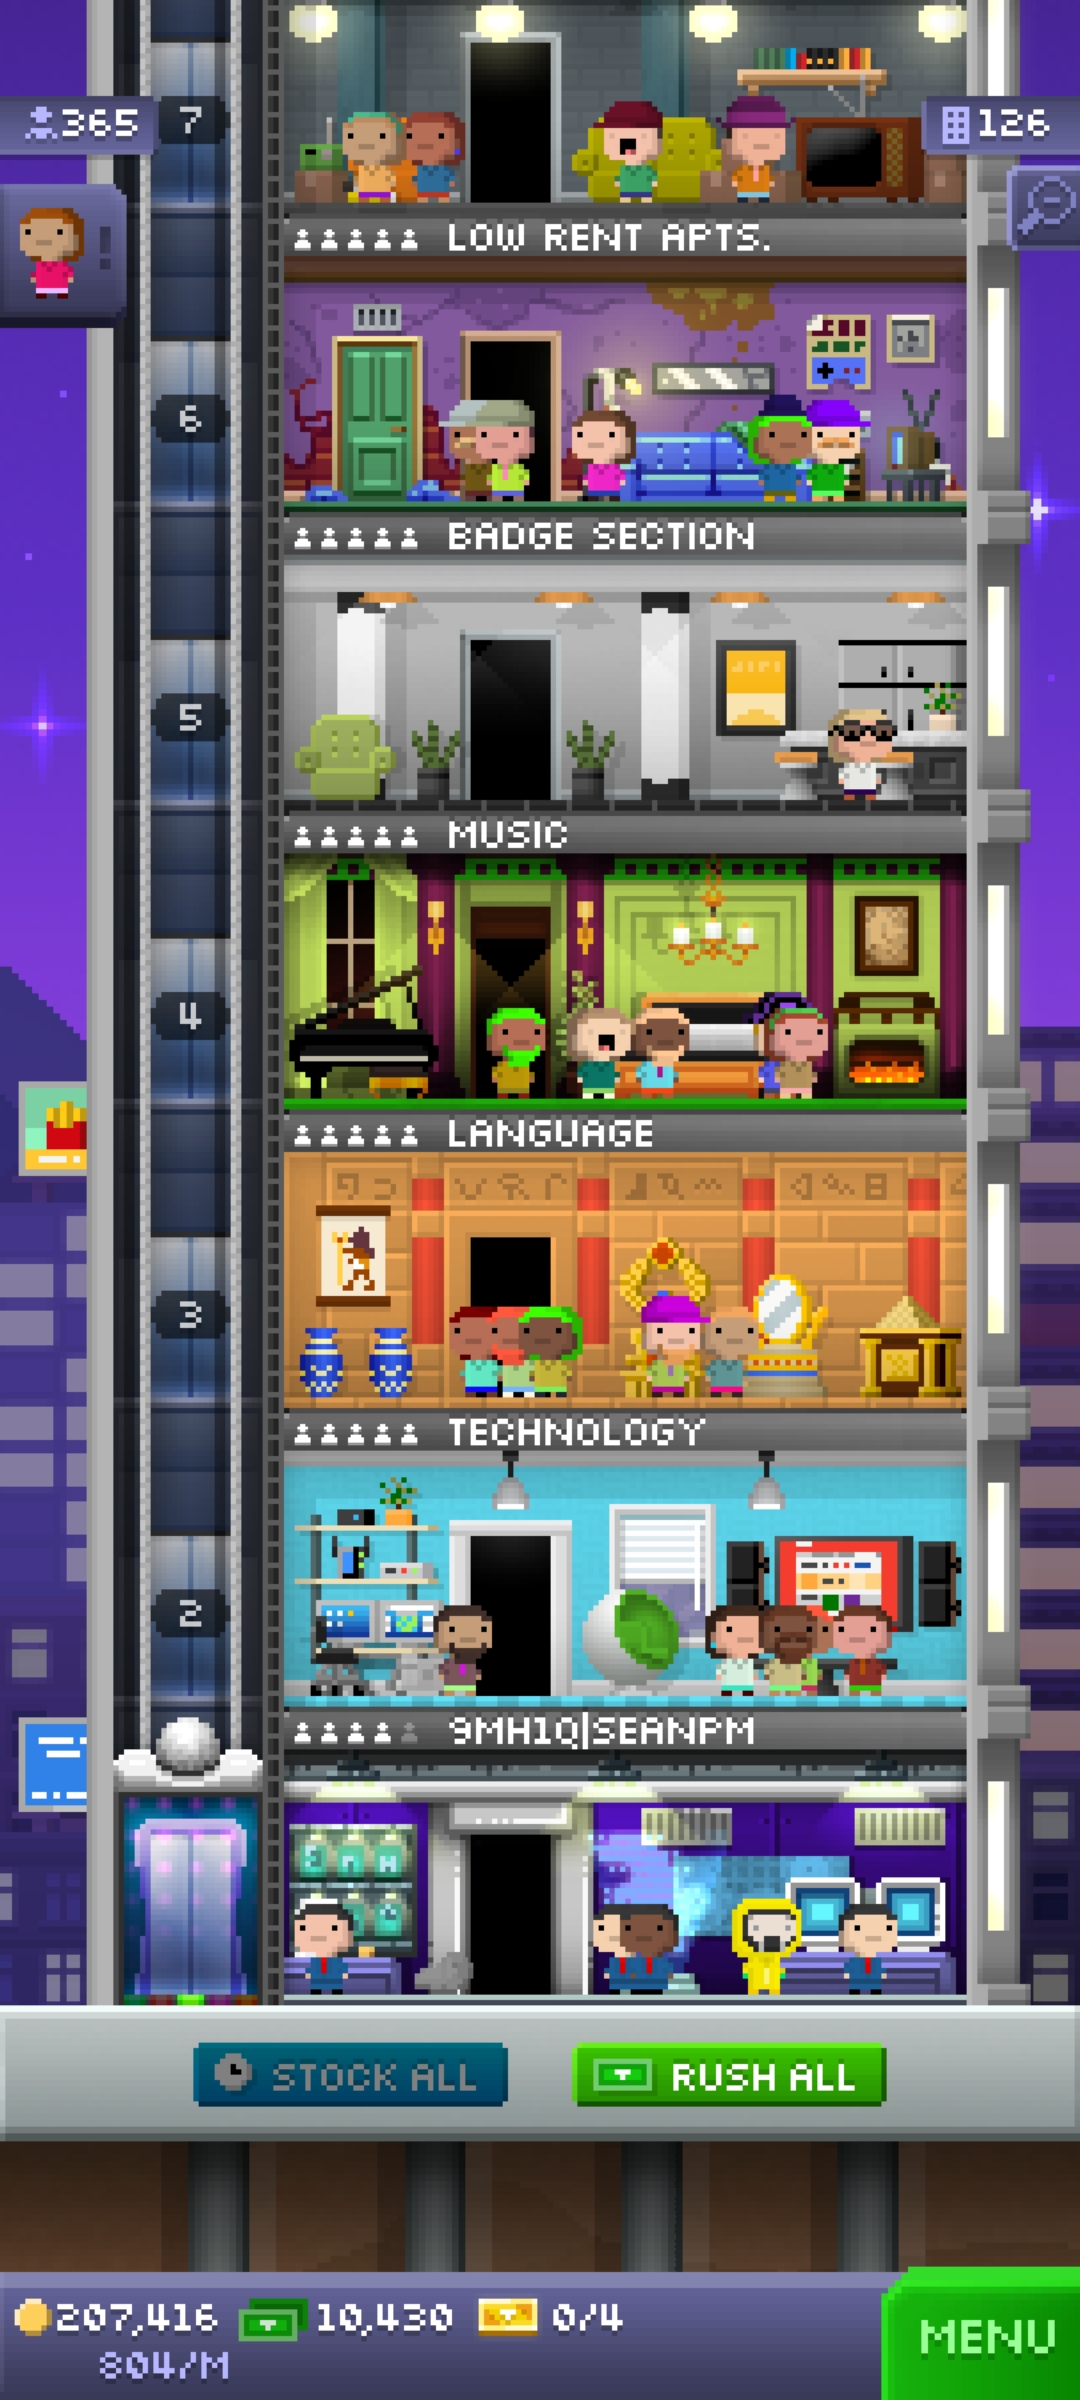 7
365
126
LOW RENT APTS.
6
BADGE SECTION
5
MUSIC
4
LANGUAGE
3
TECHNOLOGY
2
9MH1Q|SEANPM
STOCK ALL
RUSH ALL
207,416
10,430
0/4
804/M
MENU